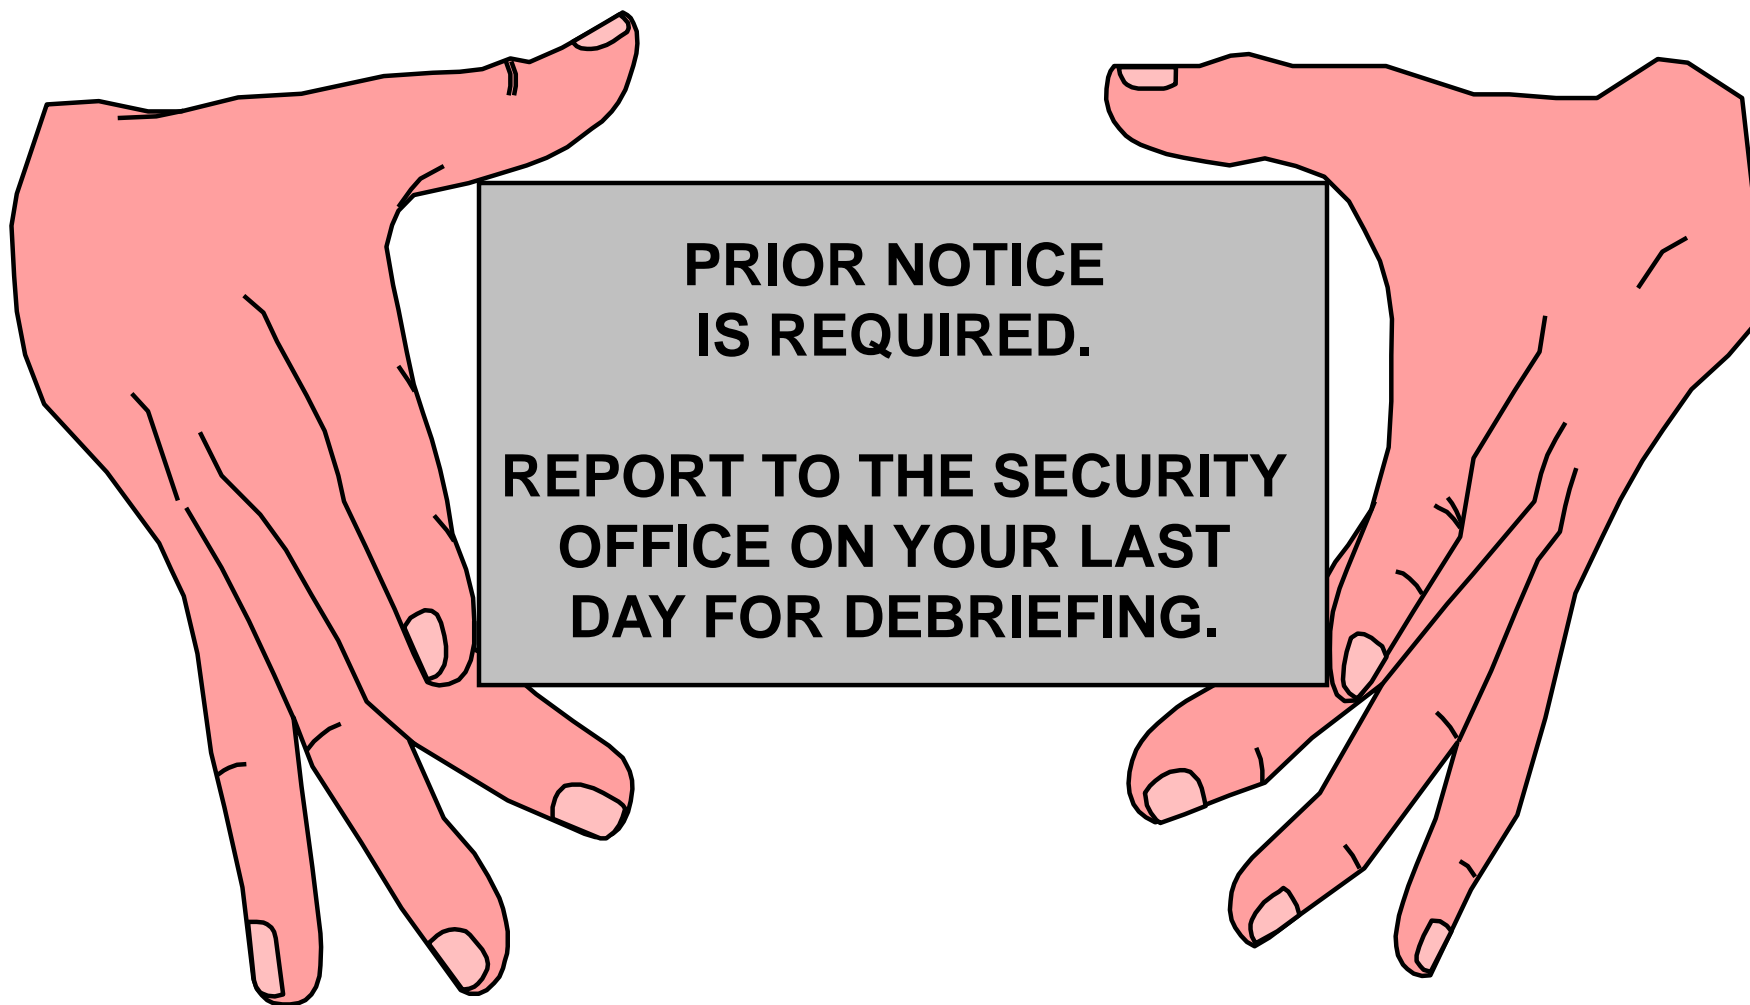 PRIOR NOTICE
IS REQUIRED.
REPORT TO THE SECURITY
OFFICE ON YOUR LAST
DAY FOR DEBRIEFING.